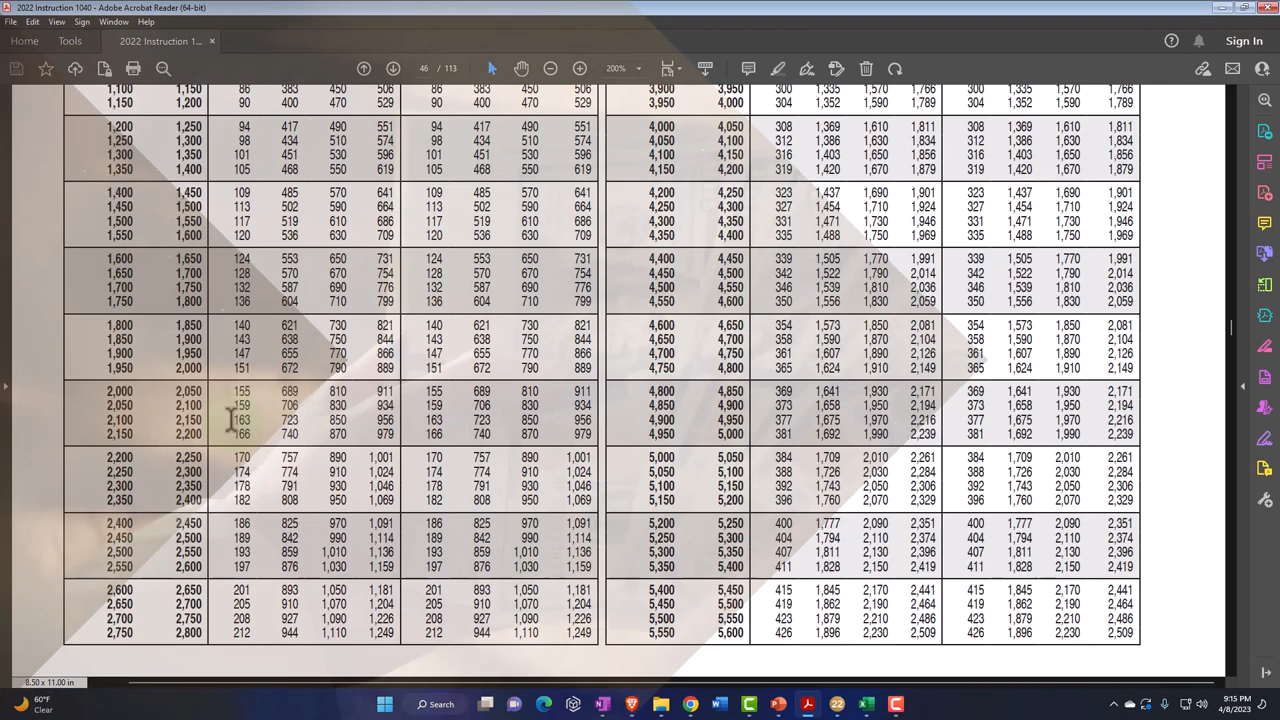 2022 Instruction 1040 - Adobe Acrobat Reader (64-bit)
File Edit View Sign Window Help
Home Tools 2022 Instruction 1... × Sign In
46 / 113 200%
1,100 1,150 86 383 450 506 86 383 450 506 3,900 3,950 300 1,335 1,570 1,766 300 1,335 1,570 1,766
1,150 1,200 90 400 470 529 90 400 470 529 3,950 4,000 304 1,352 1,590 1,789 304 1,352 1,590 1,789
1,200 1,250 94 417 490 551 94 417 490 551 4,000 4,050 308 1,369 1,610 1,811 308 1,369 1,610 1,811
1,250 1,300 98 434 510 574 98 434 510 574 4,050 4,100 312 1,386 1,630 1,834 312 1,386 1,630 1,834
1,300 1,350 101 451 530 596 101 451 530 596 4,100 4,150 316 1,403 1,650 1,856 316 1,403 1,650 1,856
1,350 1,400 105 468 550 619 105 468 550 619 4,150 4,200 319 1,420 1,670 1,879 319 1,420 1,670 1,879
1,400 1,450 109 485 570 641 109 485 570 641 4,200 4,250 323 1,437 1,690 1,901 323 1,437 1,690 1,901
1,450 1,500 113 502 590 664 113 502 590 664 4,250 4,300 327 1,454 1,710 1,924 327 1,454 1,710 1,924
1,500 1,550 117 519 610 686 117 519 610 686 4,300 4,350 331 1,471 1,730 1,946 331 1,471 1,730 1,946
1,550 1,600 120 536 630 709 120 536 630 709 4,350 4,400 335 1,488 1,750 1,969 335 1,488 1,750 1,969
1,600 1,650 124 553 650 731 124 553 650 731 4,400 4,450 339 1,505 1,770 1,991 339 1,505 1,770 1,991
1,650 1,700 128 570 670 754 128 570 670 754 4,450 4,500 342 1,522 1,790 2,014 342 1,522 1,790 2,014
1,700 1,750 132 587 690 776 132 587 690 776 4,500 4,550 346 1,539 1,810 2,036 346 1,539 1,810 2,036
1,750 1,800 136 604 710 799 136 604 710 799 4,550 4,600 350 1,556 1,830 2,059 350 1,556 1,830 2,059
1,800 1,850 140 621 730 821 140 621 730 821 4,600 4,650 354 1,573 1,850 2,081 354 1,573 1,850 2,081
1,850 1,900 143 638 750 844 143 638 750 844 4,650 4,700 358 1,590 1,870 2,104 358 1,590 1,870 2,104
1,900 1,950 147 655 770 866 147 655 770 866 4,700 4,750 361 1,607 1,890 2,126 361 1,607 1,890 2,126
1,950 2,000 151 672 790 889 151 672 790 889 4,750 4,800 365 1,624 1,910 2,149 365 1,624 1,910 2,149
2,000 2,050 155 689 810 911 155 689 810 911 4,800 4,850 369 1,641 1,930 2,171 369 1,641 1,930 2,171
2,050 2,100 159 706 830 934 159 706 830 934 4,850 4,900 373 1,658 1,950 2,194 373 1,658 1,950 2,194
2,100 2,150 163 723 850 956 163 723 850 956 4,900 4,950 377 1,675 1,970 2,216 377 1,675 1,970 2,216
2,150 2,200 166 740 870 979 166 740 870 979 4,950 5,000 381 1,692 1,990 2,239 381 1,692 1,990 2,239
2,200 2,250 170 757 890 1,001 170 757 890 1,001 5,000 5,050 384 1,709 2,010 2,261 384 1,709 2,010 2,261
2,250 2,300 174 774 910 1,024 174 774 910 1,024 5,050 5,100 388 1,726 2,030 2,284 388 1,726 2,030 2,284
2,300 2,350 178 791 930 1,046 178 791 930 1,046 5,100 5,150 392 1,743 2,050 2,306 392 1,743 2,050 2,306
2,350 2,400 182 808 950 1,069 182 808 950 1,069 5,150 5,200 396 1,760 2,070 2,329 396 1,760 2,070 2,329
2,400 2,450 186 825 970 1,091 186 825 970 1,091 5,200 5,250 400 1,777 2,090 2,351 400 1,777 2,090 2,351
2,450 2,500 189 842 990 1,114 189 842 990 1,114 5,250 5,300 404 1,794 2,110 2,374 404 1,794 2,110 2,374
2,500 2,550 193 859 1,010 1,136 193 859 1,010 1,136 5,300 5,350 407 1,811 2,130 2,396 407 1,811 2,130 2,396
2,550 2,600 197 876 1,030 1,159 197 876 1,030 1,159 5,350 5,400 411 1,828 2,150 2,419 411 1,828 2,150 2,419
2,600 2,650 201 893 1,050 1,181 201 893 1,050 1,181 5,400 5,450 415 1,845 2,170 2,441 415 1,845 2,170 2,441
2,650 2,700 205 910 1,070 1,204 205 910 1,070 1,204 5,450 5,500 419 1,862 2,190 2,464 419 1,862 2,190 2,464
2,700 2,750 208 927 1,090 1,226 208 927 1,090 1,226 5,500 5,550 423 1,879 2,210 2,486 423 1,879 2,210 2,486
2,750 2,800 212 944 1,110 1,249 212 944 1,110 1,249 5,550 5,600 426 1,896 2,230 2,509 426 1,896 2,230 2,509
8.50 x 11.00 in
60°F
Clear
Search
9:15 PM
4/8/2023